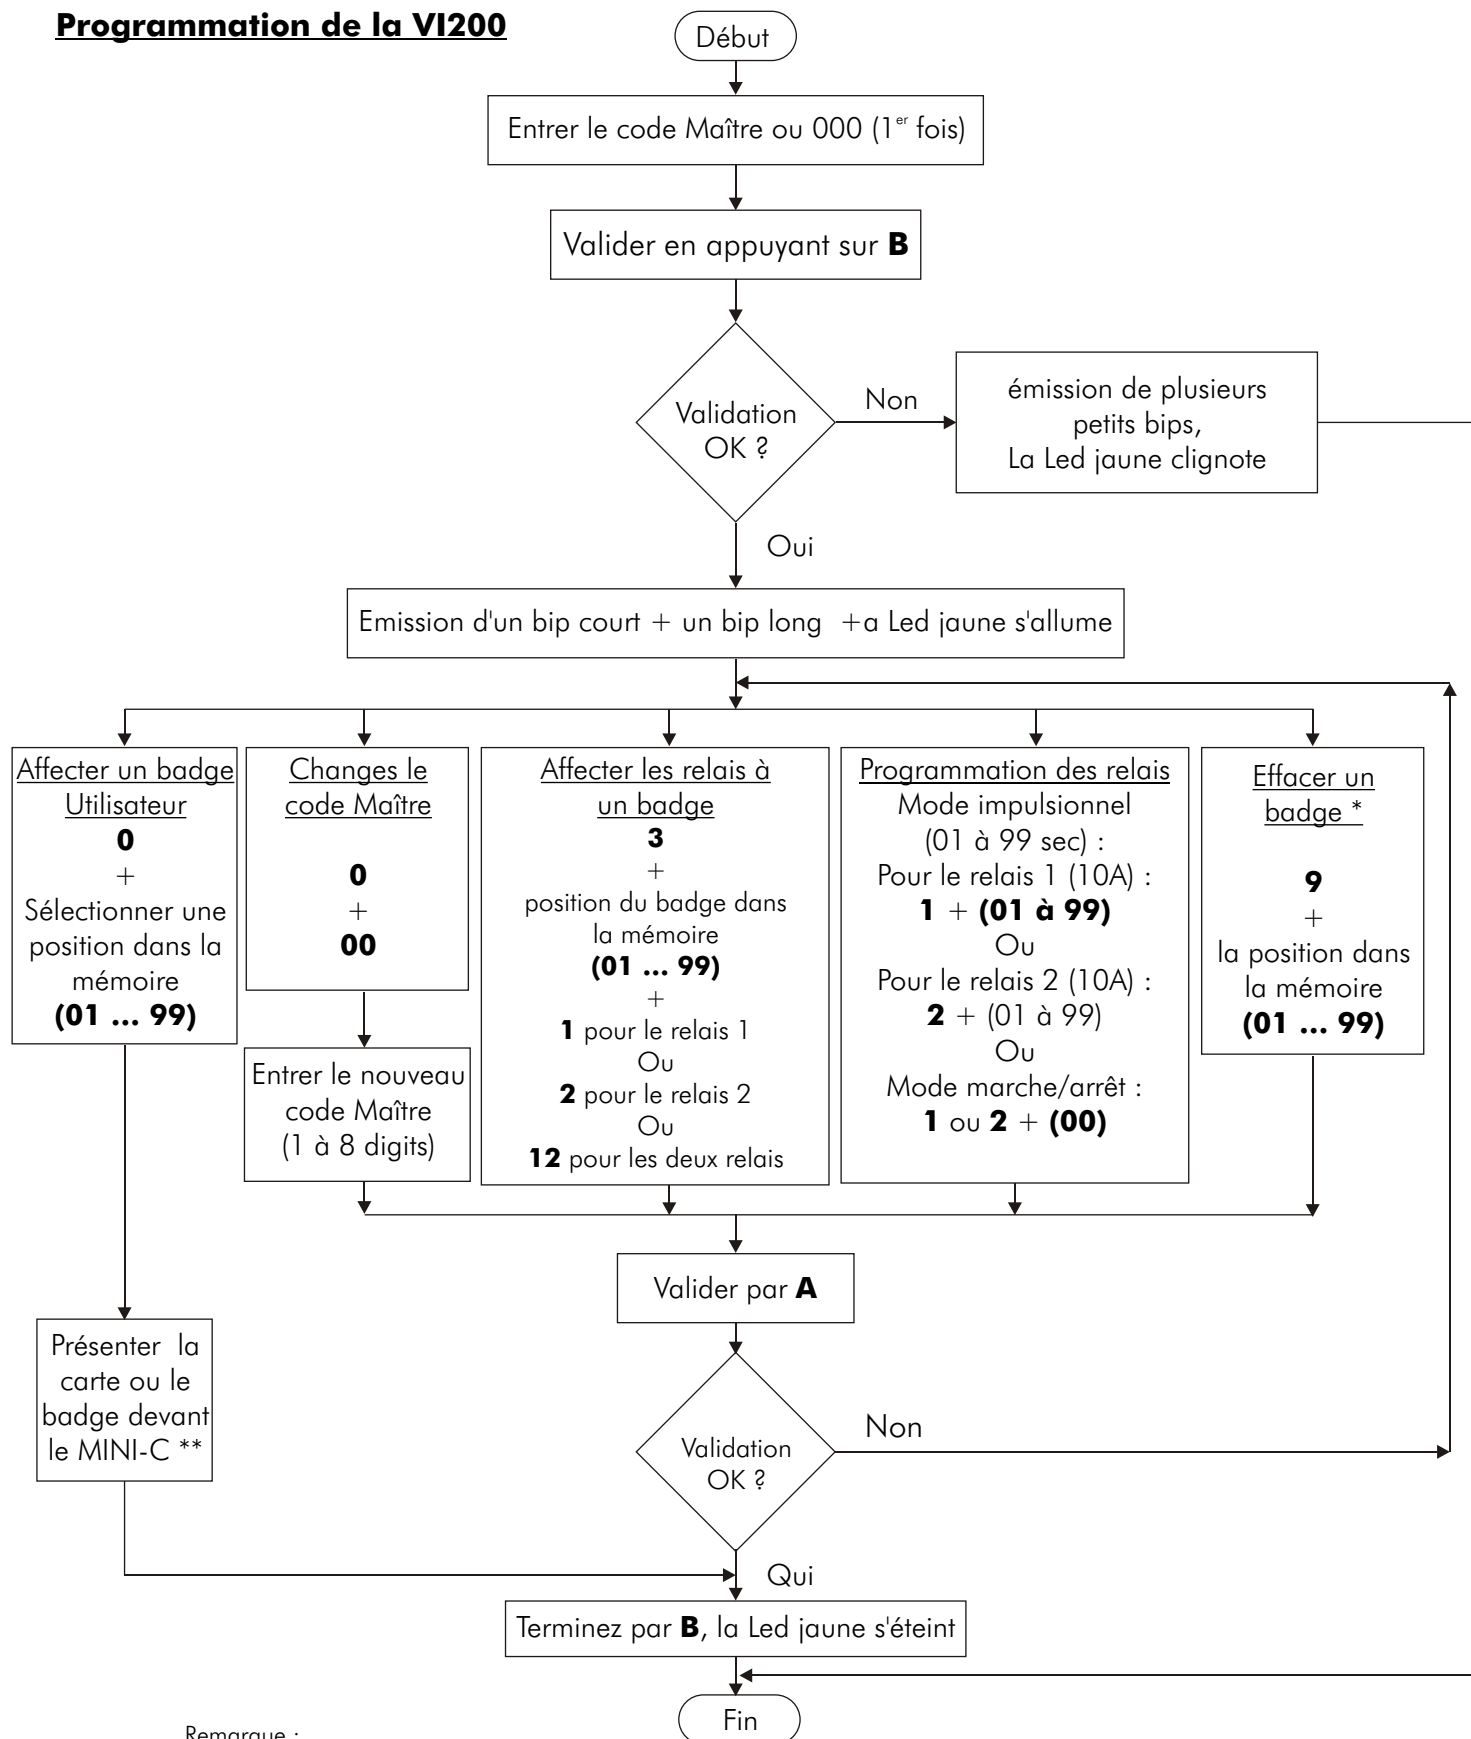 Programmation de la VI200
Début
Entrer le code Maître ou 000 (1er fois)
Valider en appuyant sur B
Validation
OK ?
Non
émission de plusieurs
petits bips,
La Led jaune clignote
Oui
Emission d'un bip court + un bip long +a Led jaune s'allume
Affecter un badge
Utilisateur
0
+
Sélectionner une
position dans la
mémoire
(01 ... 99)
Changes le
code Maître
0
+
00
Affecter les relais à
un badge
3
+
position du badge dans
la mémoire
(01 ... 99)
+
1 pour le relais 1
Ou
2 pour le relais 2
Ou
12 pour les deux relais
Programmation des relais
Mode impulsionnel
(01 à 99 sec) :
Pour le relais 1 (10A) :
1 + (01 à 99)
Ou
Pour le relais 2 (10A) :
2 + (01 à 99)
Ou
Mode marche/arrêt :
1 ou 2 + (00)
Effacer un
badge *
9
+
la position dans
la mémoire
(01 ... 99)
Entrer le nouveau
code Maître
(1 à 8 digits)
Valider par A
Présenter la
carte ou le
badge devant
le MINI-C **
Validation
OK ?
Non
Qui
Terminez par B, la Led jaune s'éteint
Fin
Remarque :